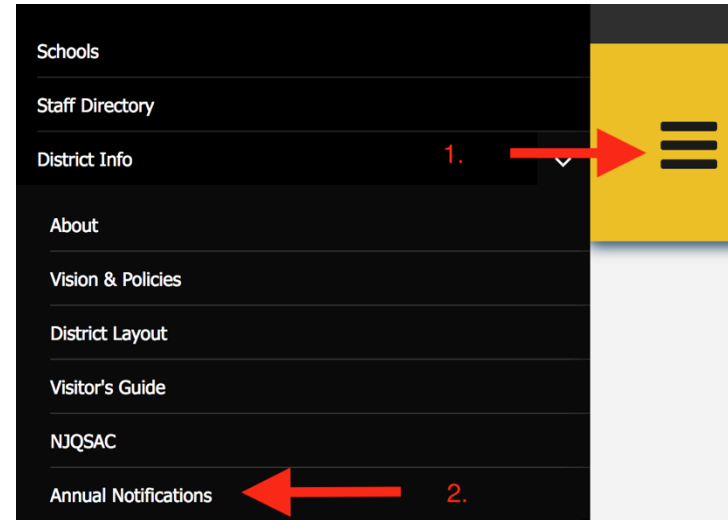 Schools
Staff Directory
District Info
1.
About
Vision & Policies
District Layout
Visitor's Guide
NJQSAC
Annual Notifications
2.